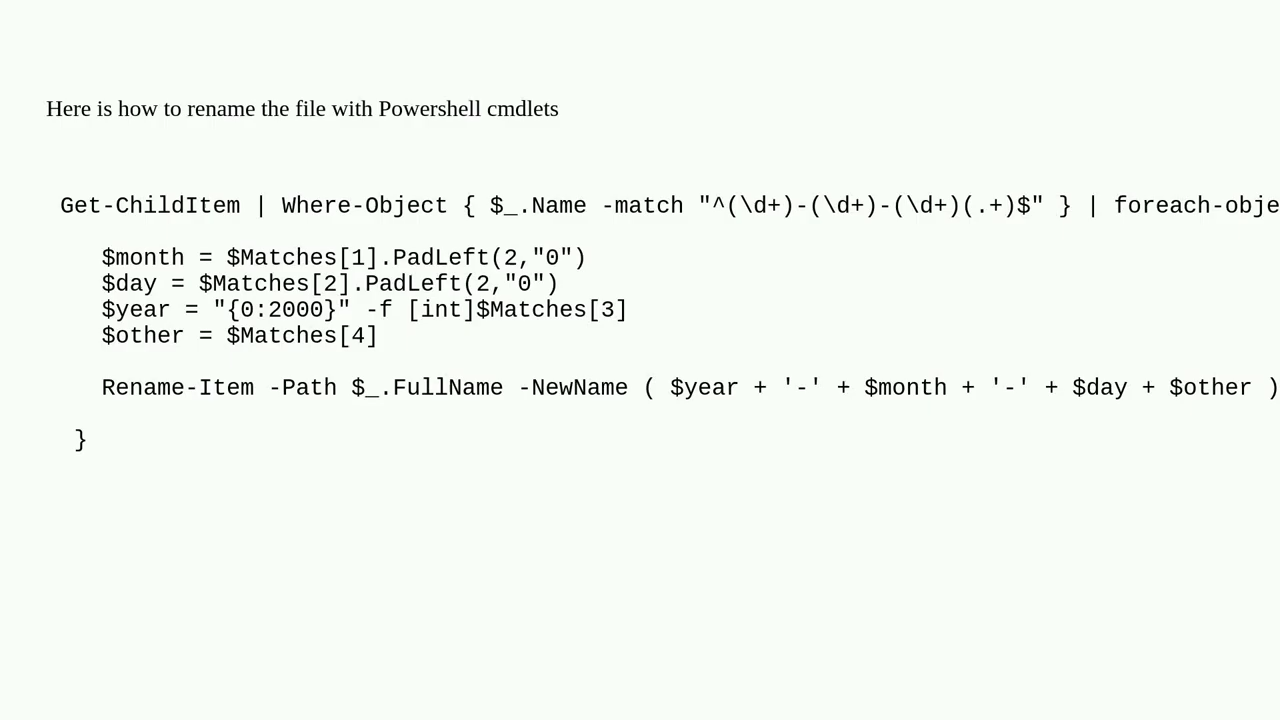 Here is how to rename the file with Powershell cmdlets
Get-ChildItem | Where-Object { $_.Name -match "^(\d+)-(\d+)-(\d+)(.+)$" } | foreach-obje
$month = $Matches[1].PadLeft(2,"0")
$day = $Matches[2].PadLeft(2,"0")
$year = "{0:2000}" -f [int]$Matches[3]
$other = $Matches[4]
Rename-Item -Path $_.FullName -NewName ( $year + '-' + $month + '-' + $day + $other )
}